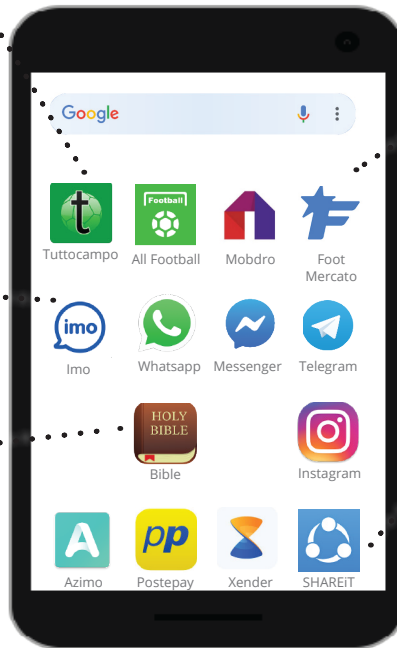 Google
Football
t
Tuttocampo All Football Mobdro Foot
Mercato
imo
Imo Whatsapp Messenger Telegram
HOLY
BIBLE
Bible Instagram
A pp
Azimo Postepay Xender SHAREiT